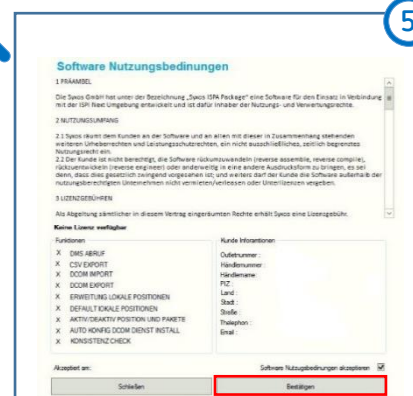 5
Software Nutzungsbedinungen
1 PRÄAMBEL
Die Syxos GmbH hat unter der Bezeichnung „Syxos ISPA Package“ eine Software für den Einsatz in Verbindung
mit der ISPI Next Umgebung entwickelt und ist dafür Inhaber der Nutzungs- und Verwertungsrechte.
2 NUTZUNGSUMFANG
2.1 Syxos räumt dem Kunden an der Software und an allen mit dieser in Zusammenhang stehenden
weiteren Urheberrechten und Leistungsschutzrechten, ein nicht ausschließliches, zeitlich begrenztes
Nutzungsrecht ein.
2.2 Der Kunde ist nicht berechtigt, die Software rückumzuwandeln (reverse assemble, reverse compile),
rückzuentwickeln (reverse engineer) oder anderweitig in eine andere Ausdrucksform zu bringen, es sei
denn, dass dies gesetzlich zwingend vorgesehen ist; und weiters darf der Kunde die Software außerhalb der
nutzungsberechtigten Unternehmen nicht vermieten/verleasen oder Unterlizenzen vergeben.
3 LIZENZGEBÜHREN
Als Abgeltung sämtlicher in diesem Vertrag eingeräumten Rechte erhält Syxos eine Lizenzgebühr.
Keine Lizenz verfügbar
Funktionen
X DMS ABRUF
X CSV EXPORT
X DCOM IMPORT
X DCOM EXPORT
X ERWEITUNG LOKALE POSITIONEN
X DEFAULT LOKALE POSITIONEN
X AKTIV/DEAKTIV POSITION UND PAKETE
X AUTO KONFIG DCOM DIENST INSTALL
X KONSISTENZ CHECK
Kunde Informationen
Outletnummer :
Händlernummer :
Händlername :
PLZ :
Land :
Stadt :
Straße :
Thelephon :
Email :
Akzeptiert am:
Software Nutzugsbedinungen akzeptieren
Schließen
Bestätigen